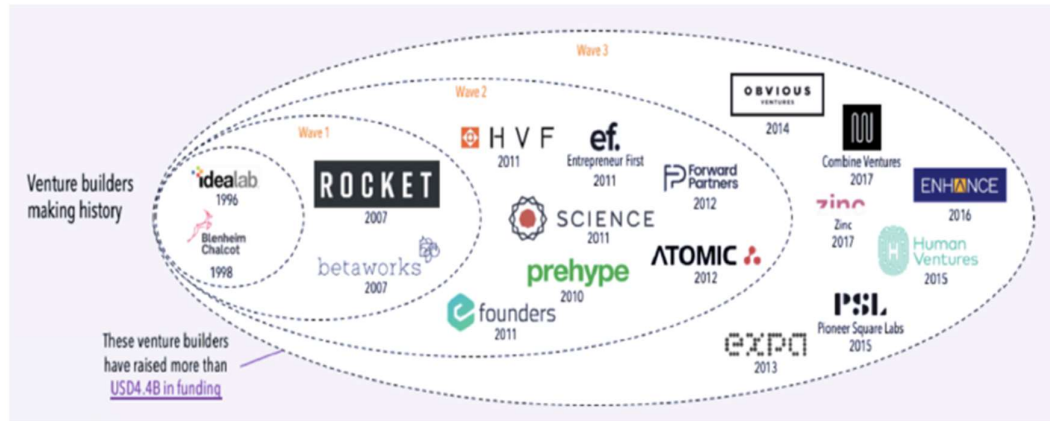 Venture builders
making history
These venture builders
have raised more than
USD4.4B in funding
idealab
1996
Blenheim
Chalcot
1998
Wave 1
ROCKET
2007
betaworks
2007
Wave 2
HVF
2011
ef.
Entrepreneur First
2011
Forward
Partners
2012
SCIENCE
2011
ATOMIC
2012
prehype
2010
founders
2011
Wave 3
OBVIOUS
VENTURES
2014
Combine Ventures
2017
ENHANCE
2016
zinc
Zinc
2017
Human
Ventures
2015
PSL
Pioneer Square Labs
2015
expa
2013